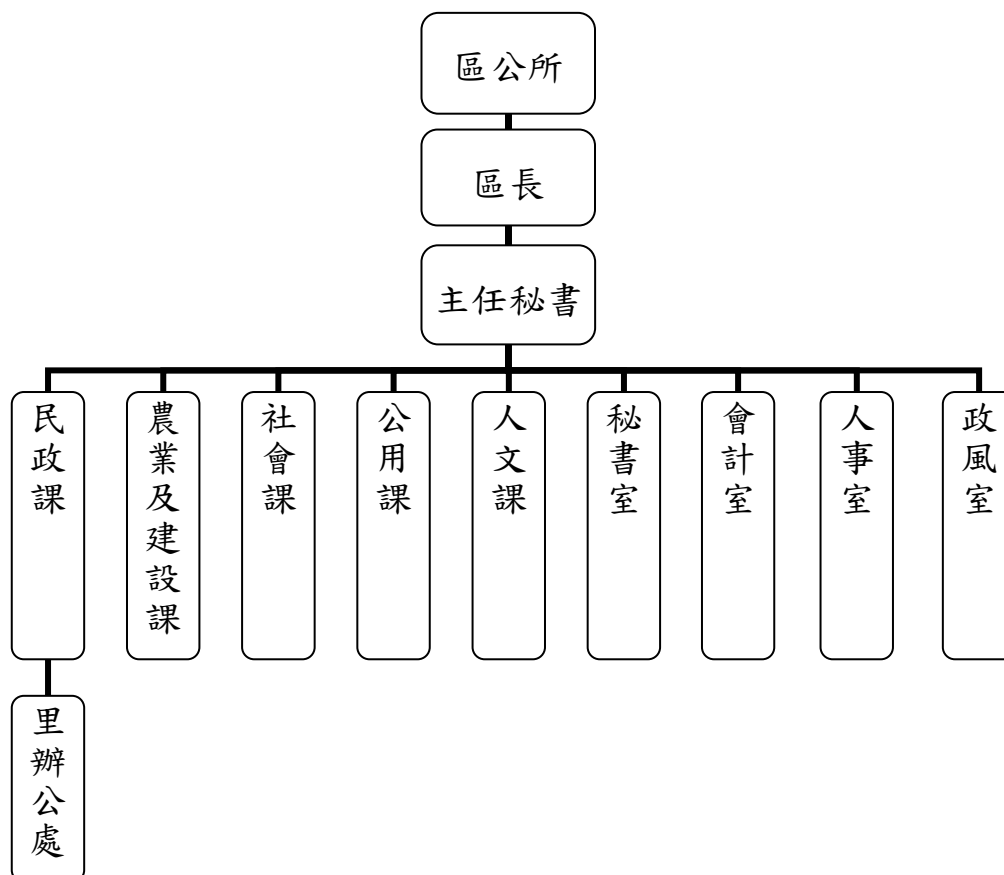 區公所
區長
主任秘書
民政課
農業及建設課
社會課
公用課
人文課
秘書室
會計室
人事室
政風室
里辦公處